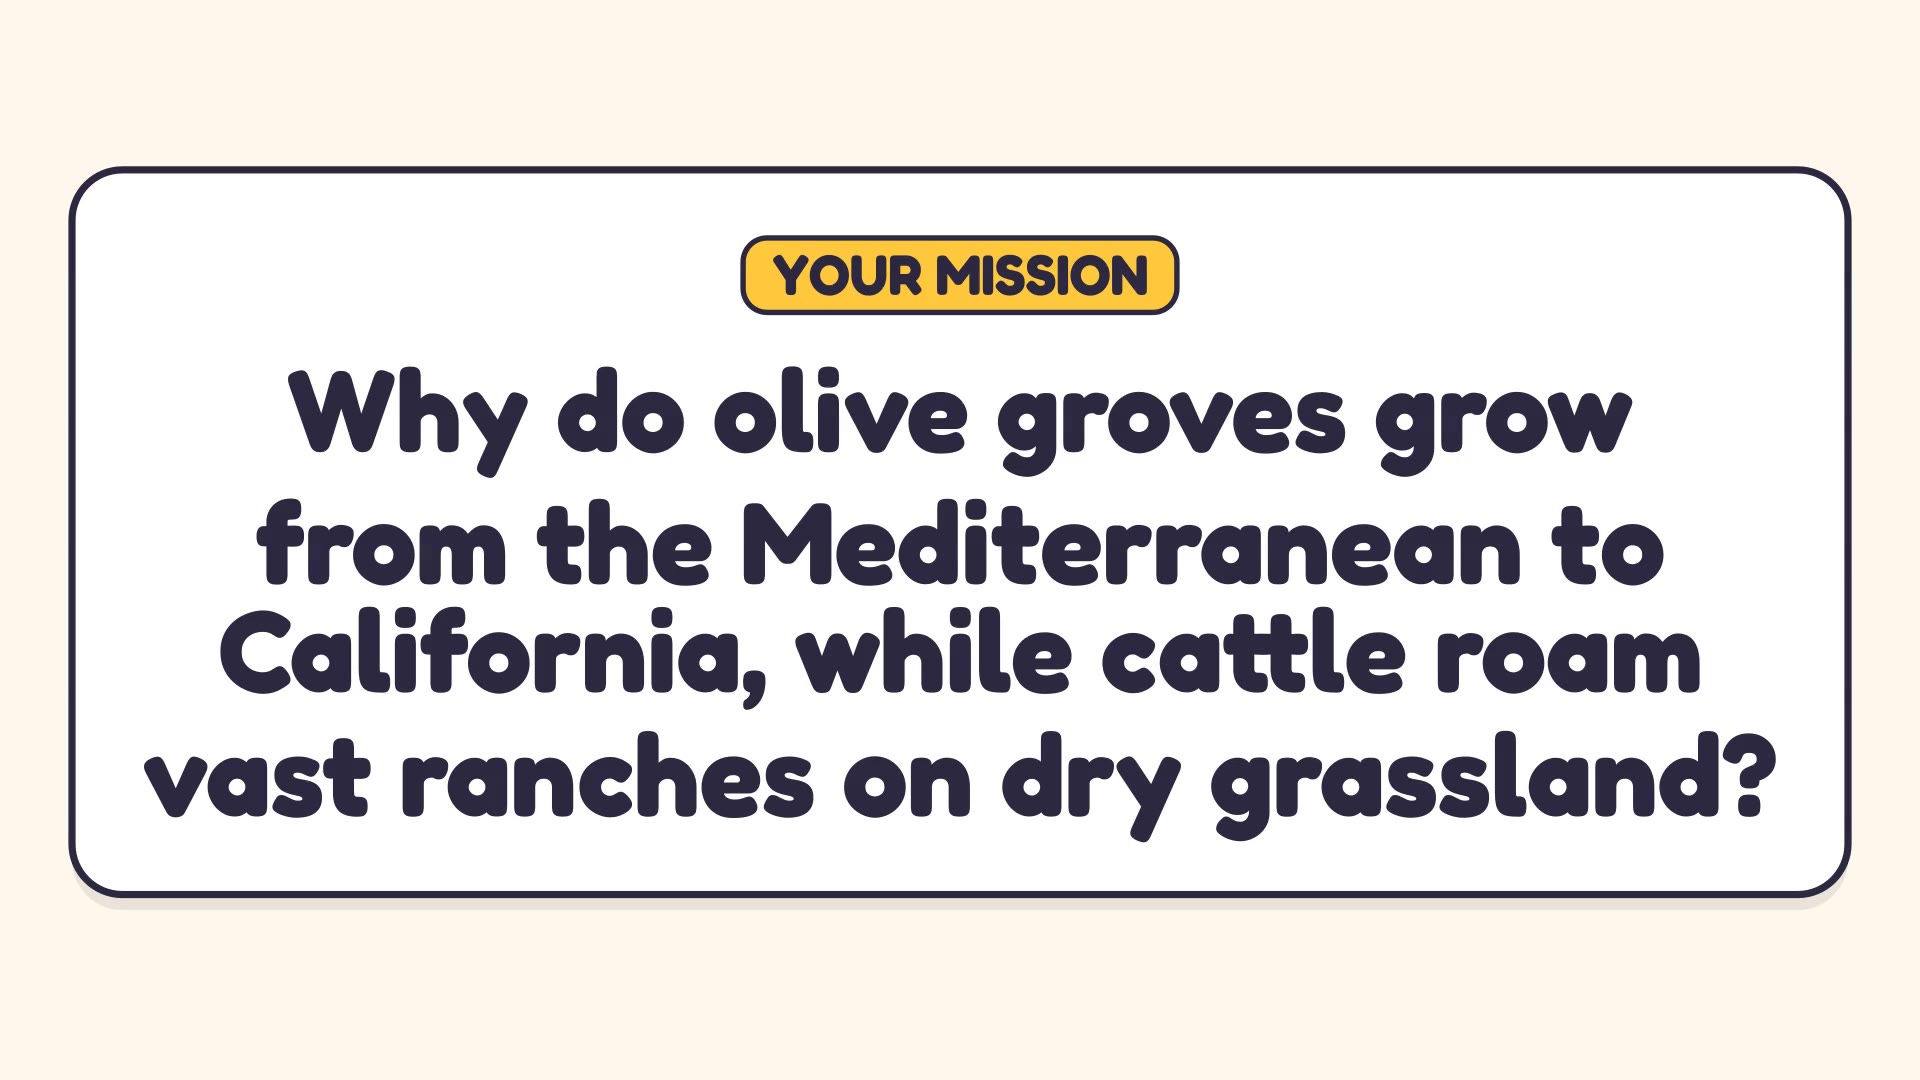 YOUR MISSION
Why do olive groves grow
from the Mediterranean to
California, while cattle roam
vast ranches on dry grassland?